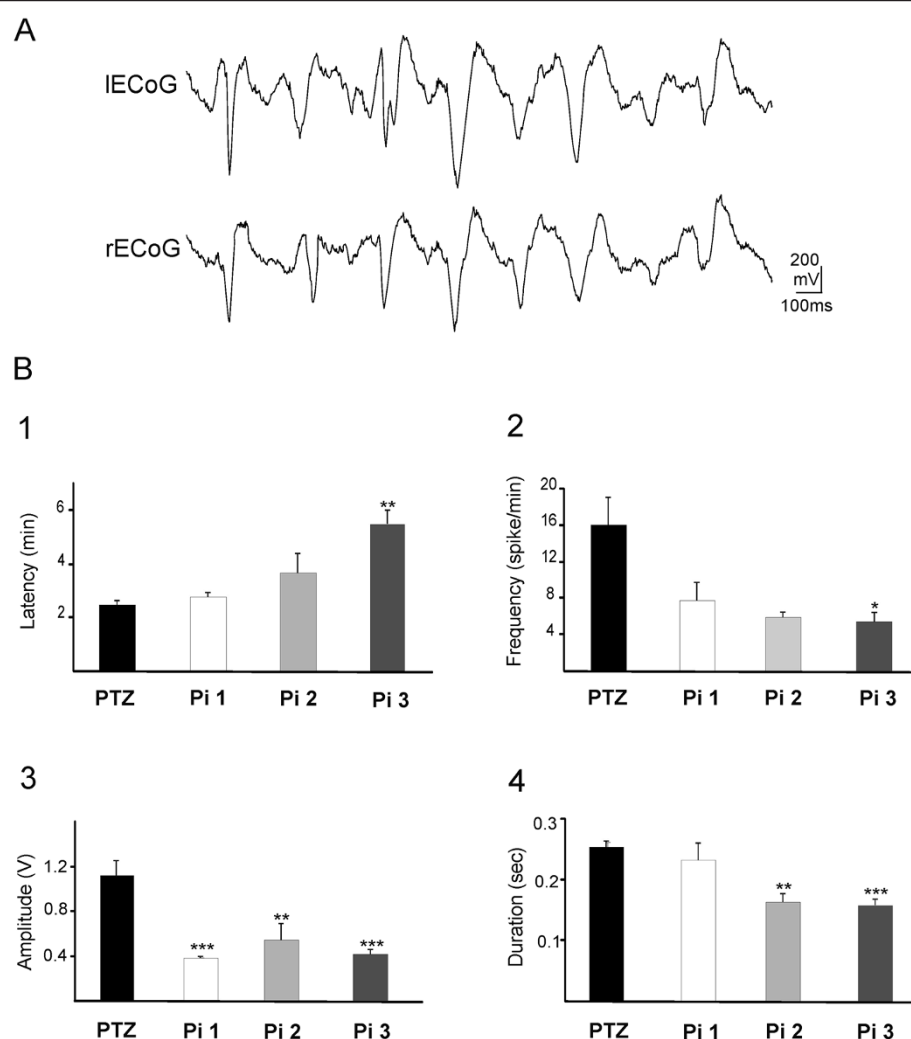 A
lECoG
rECoG
200
mV
100ms
B
1
Latency (min)
6
4
2
**
PTZ Pi 1 Pi 2 Pi 3
2
Frequency (spike/min)
20
16
12
8
4
*
PTZ Pi 1 Pi 2 Pi 3
3
Amplitude (V)
1.2
0.8
0.4
*** ** ***
PTZ Pi 1 Pi 2 Pi 3
4
Duration (sec)
0.3
0.2
0.1
** ***
PTZ Pi 1 Pi 2 Pi 3